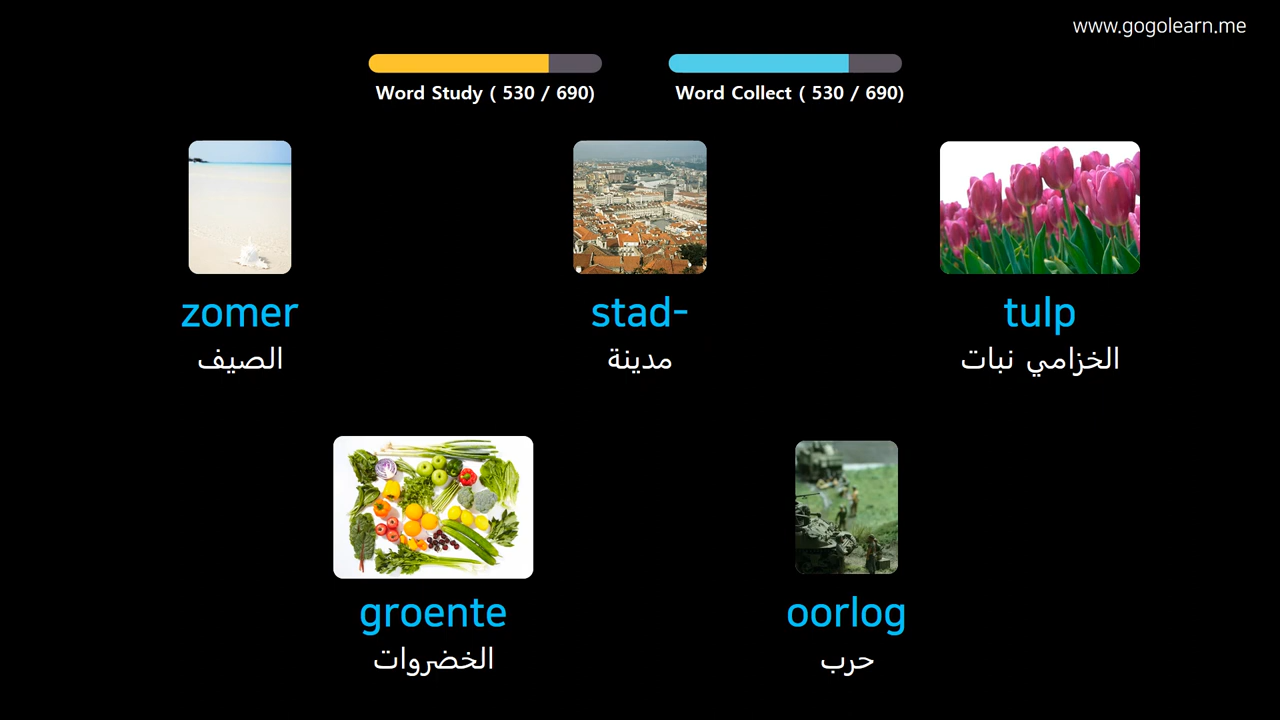 www.gogolearn.me
Word Study ( 530 / 690)
Word Collect ( 530 / 690)
zomer
الصيف
stad-
مدينة
tulp
الخزامي نبات
groente
الخضروات
oorlog
حرب